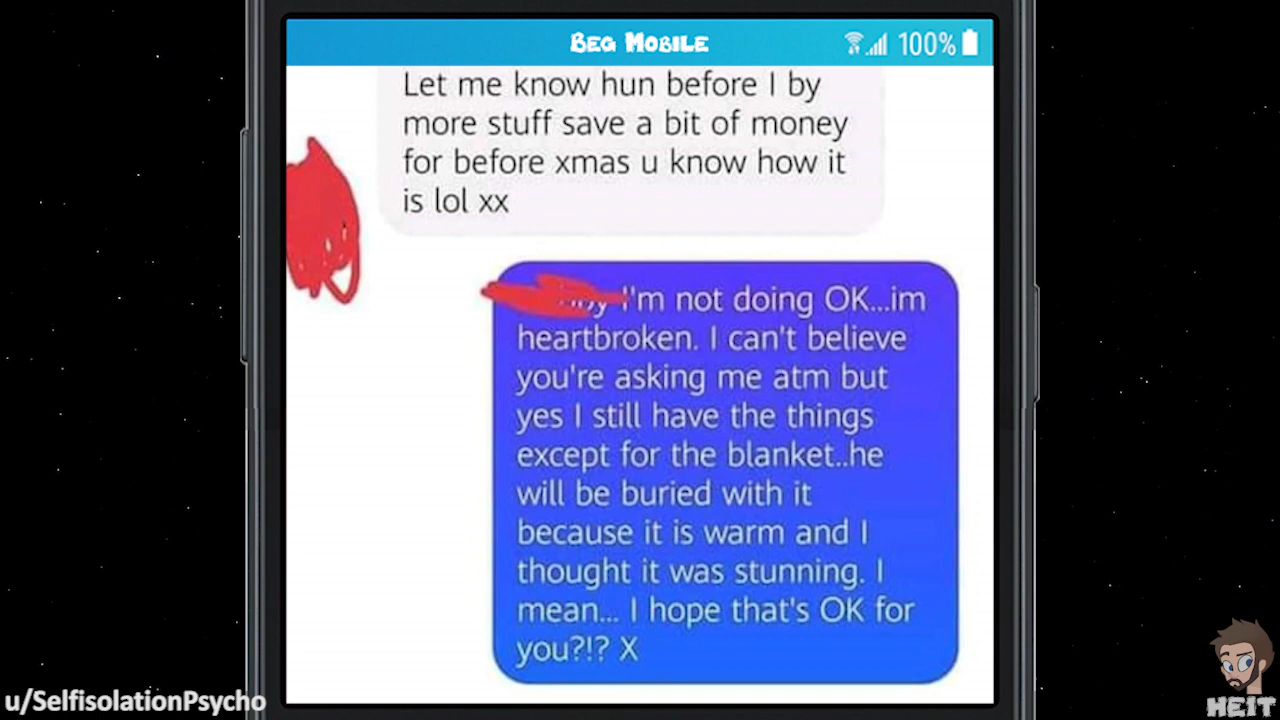 BEG MOBILE
100%
Let me know hun before I by
more stuff save a bit of money
for before xmas u know how it
is lol xx
I'm not doing OK...im
heartbroken. I can't believe
you're asking me atm but
yes I still have the things
except for the blanket..he
will be buried with it
because it is warm and I
thought it was stunning. I
mean... I hope that's OK for
you?!? X
u/SelfisolationPsycho
HEIT